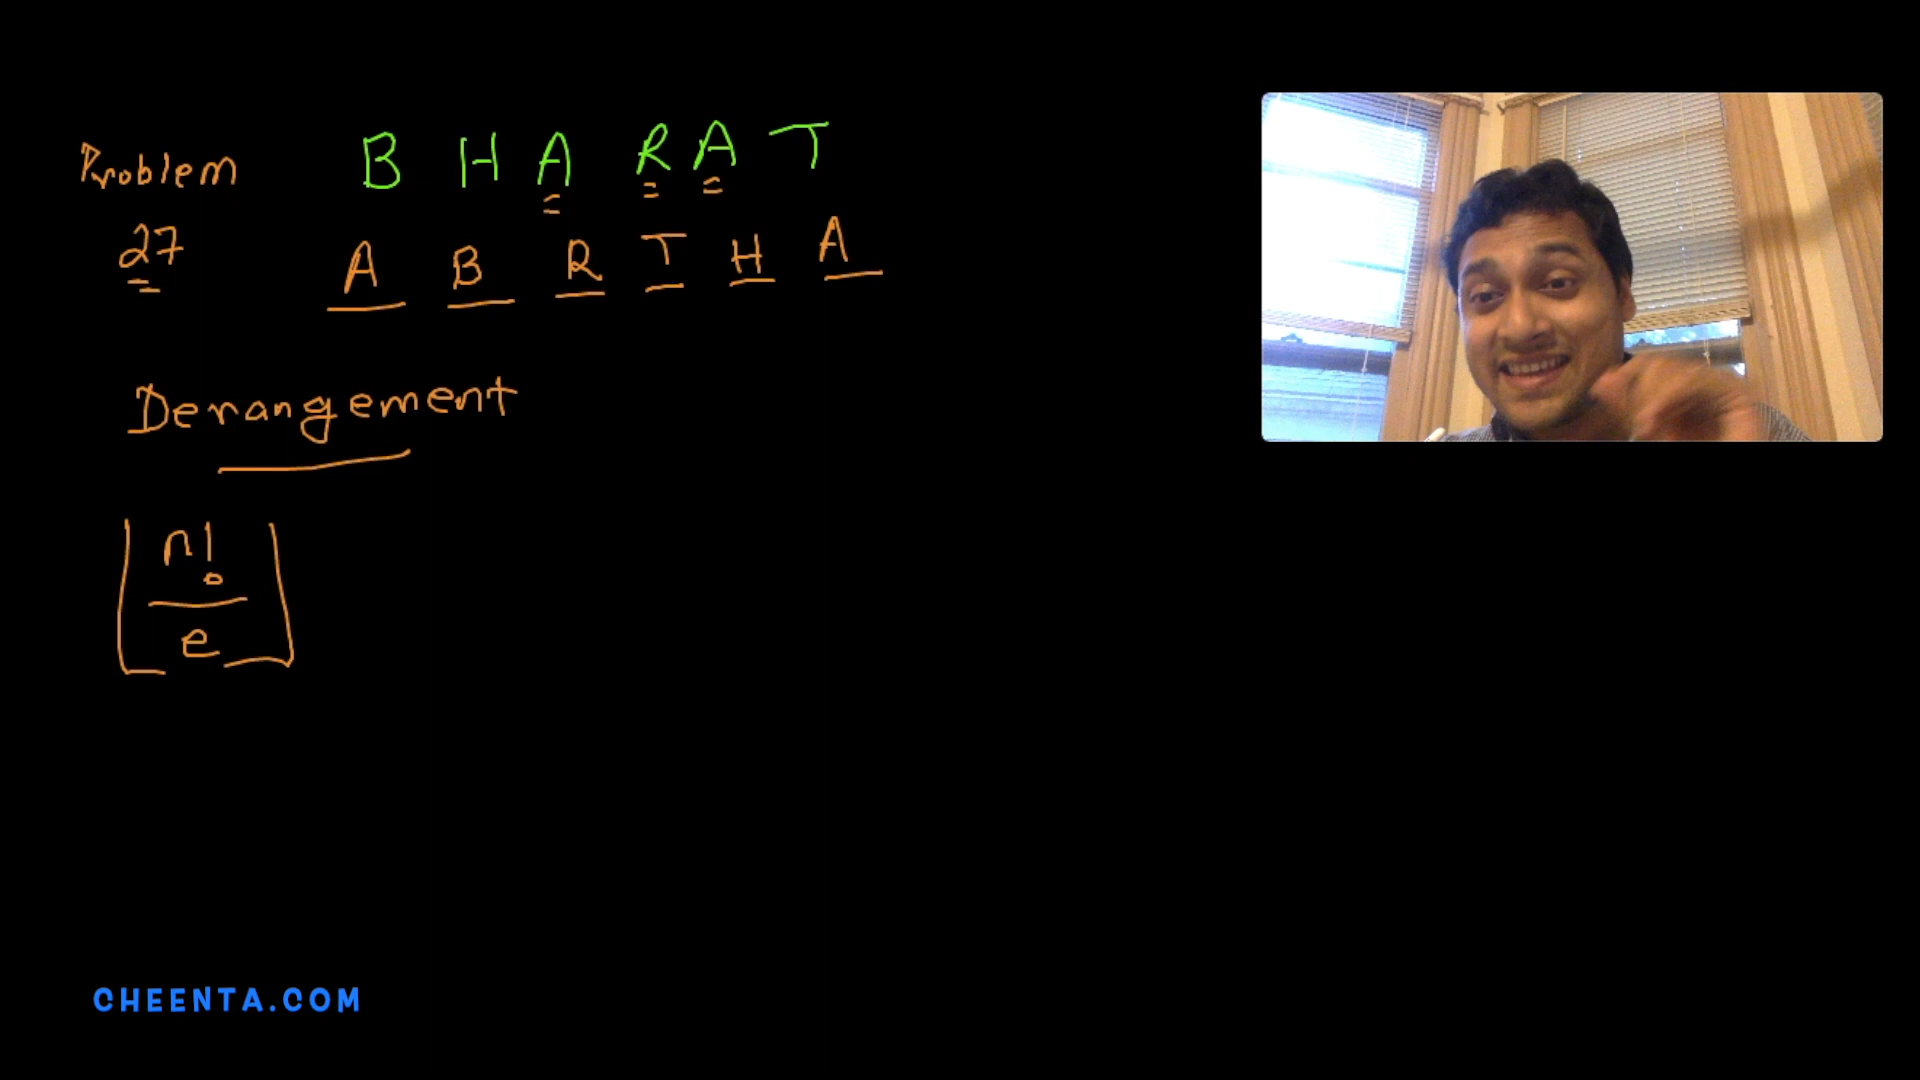 Problem
27
B H A R A T
A B R T H A
Derangement
n!
e
CHEENTA.COM